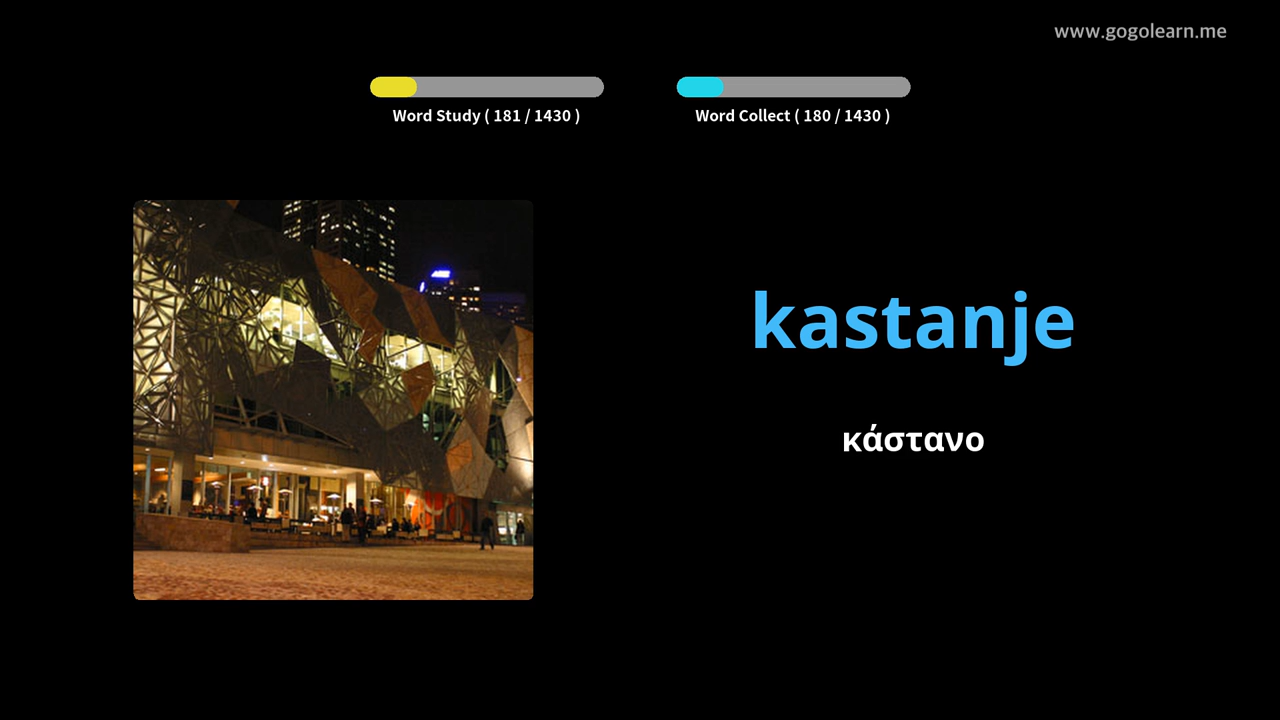 www.gogolearn.me
Word Study ( 181 / 1430 )
Word Collect ( 180 / 1430 )
kastanje
κάστανο